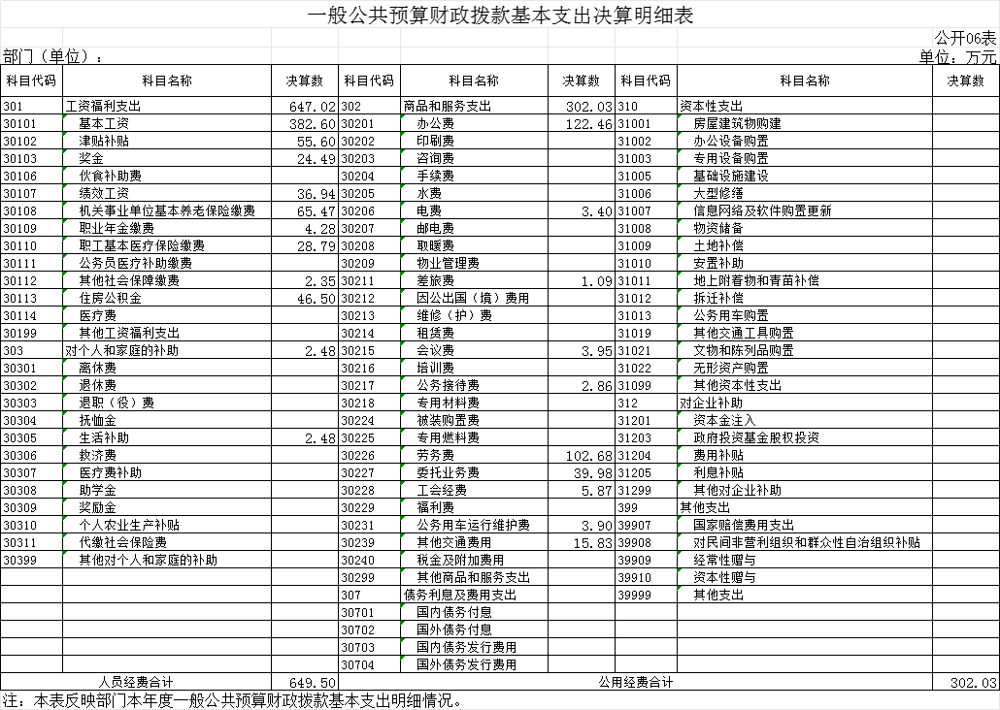 一般公共预算财政拨款基本支出决算明细表
公开06表
部门（单位）： 单位：万元
科目代码 科目名称 决算数 科目代码 科目名称 决算数 科目代码 科目名称 决算数
301 工资福利支出 647.02 302 商品和服务支出 302.03 310 资本性支出
30101 基本工资 382.60 30201 办公费 122.46 31001 房屋建筑物购建
30102 津贴补贴 55.60 30202 印刷费 31002 办公设备购置
30103 奖金 24.49 30203 咨询费 31003 专用设备购置
30106 伙食补助费 30204 手续费 31005 基础设施建设
30107 绩效工资 36.94 30205 水费 31006 大型修缮
30108 机关事业单位基本养老保险缴费 65.47 30206 电费 3.40 31007 信息网络及软件购置更新
30109 职业年金缴费 4.28 30207 邮电费 31008 物资储备
30110 职工基本医疗保险缴费 28.79 30208 取暖费 31009 土地补偿
30111 公务员医疗补助缴费 30209 物业管理费 31010 安置补助
30112 其他社会保障缴费 2.35 30211 差旅费 1.09 31011 地上附着物和青苗补偿
30113 住房公积金 46.50 30212 因公出国（境）费用 31012 拆迁补偿
30114 医疗费 30213 维修（护）费 31013 公务用车购置
30199 其他工资福利支出 30214 租赁费 31019 其他交通工具购置
303 对个人和家庭的补助 2.48 30215 会议费 3.95 31021 文物和陈列品购置
30301 离休费 30216 培训费 31022 无形资产购置
30302 退休费 30217 公务接待费 2.86 31099 其他资本性支出
30303 退职（役）费 30218 专用材料费 312 对企业补助
30304 抚恤金 30224 被装购置费 31201 资本金注入
30305 生活补助 2.48 30225 专用燃料费 31203 政府投资基金股权投资
30306 救济费 30226 劳务费 102.68 31204 费用补贴
30307 医疗费补助 30227 委托业务费 39.98 31205 利息补贴
30308 助学金 30228 工会经费 5.87 31299 其他对企业补助
30309 奖励金 30229 福利费 399 其他支出
30310 个人农业生产补贴 30231 公务用车运行维护费 3.90 39907 国家赔偿费用支出
30311 代缴社会保险费 30239 其他交通费用 15.83 39908 对民间非营利组织和群众性自治组织补贴
30399 其他对个人和家庭的补助 30240 税金及附加费用 39909 经常性赠与
30299 其他商品和服务支出 39910 资本性赠与
307 债务利息及费用支出 39999 其他支出
30701 国内债务付息
30702 国外债务付息
30703 国内债务发行费用
30704 国外债务发行费用
人员经费合计 649.50 公用经费合计 302.03
注：本表反映部门本年度一般公共预算财政拨款基本支出明细情况。